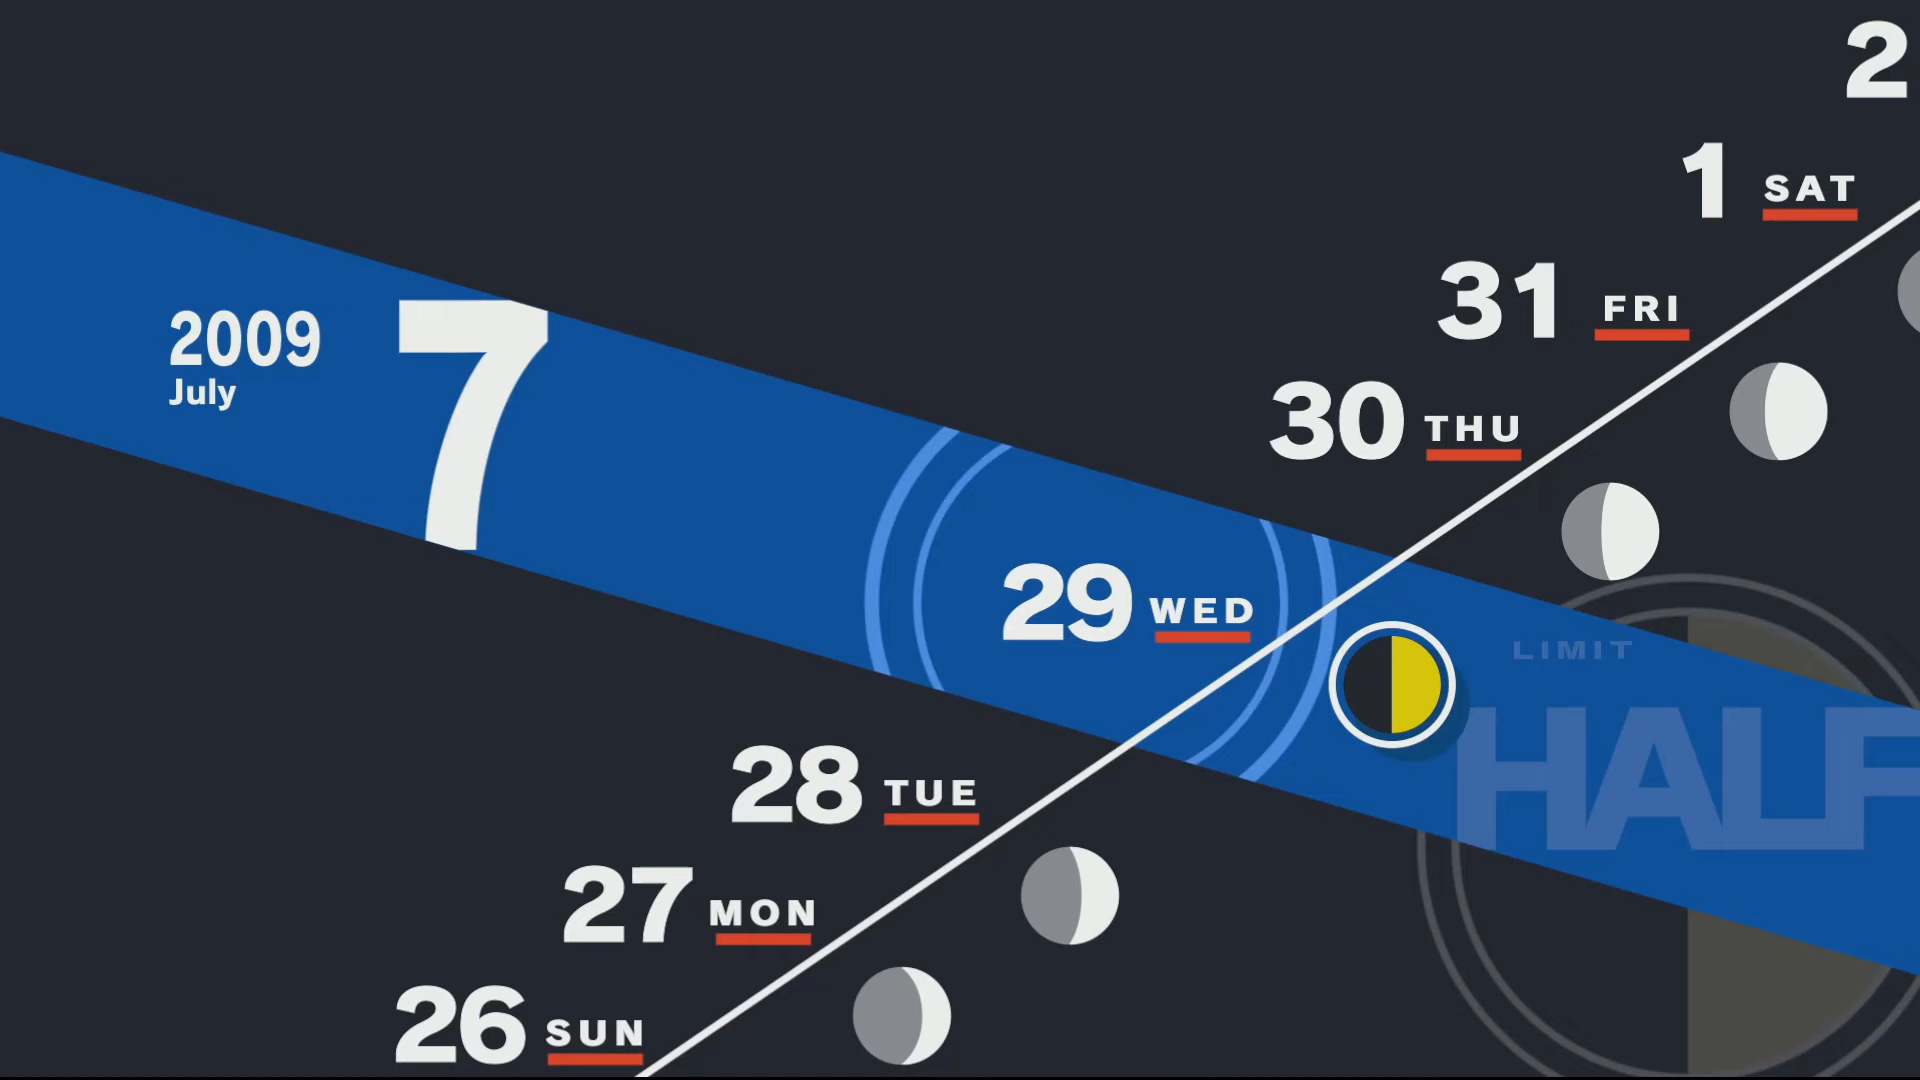 2
1 SAT
31 FRI
30 THU
2009
July
7
29 WED
LIMIT
HALF
28 TUE
27 MON
26 SUN